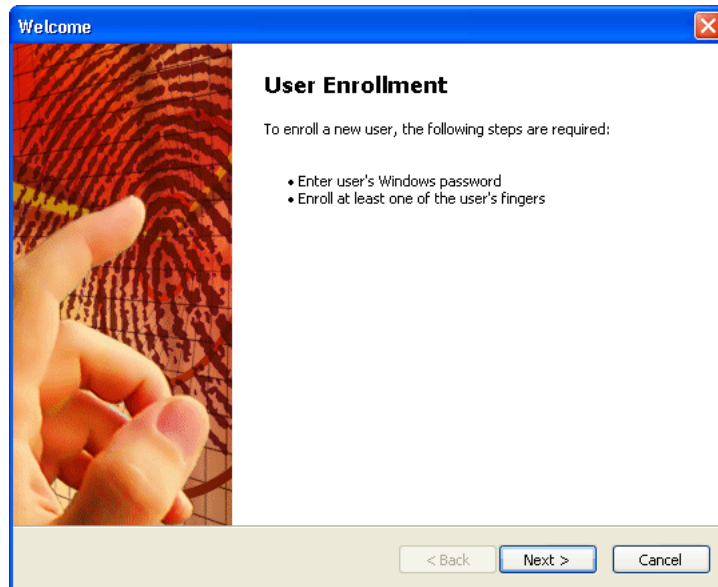 Welcome
User Enrollment
To enroll a new user, the following steps are required:
• Enter user's Windows password
• Enroll at least one of the user's fingers
< Back Next > Cancel